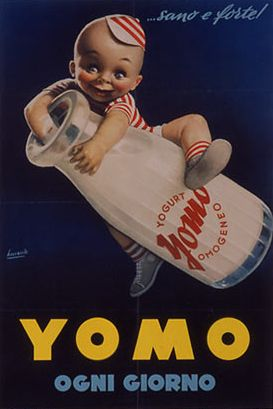 ...sano e forte!
YOGURT
Yomo
OMOGENEO
YOMO
OGNI GIORNO